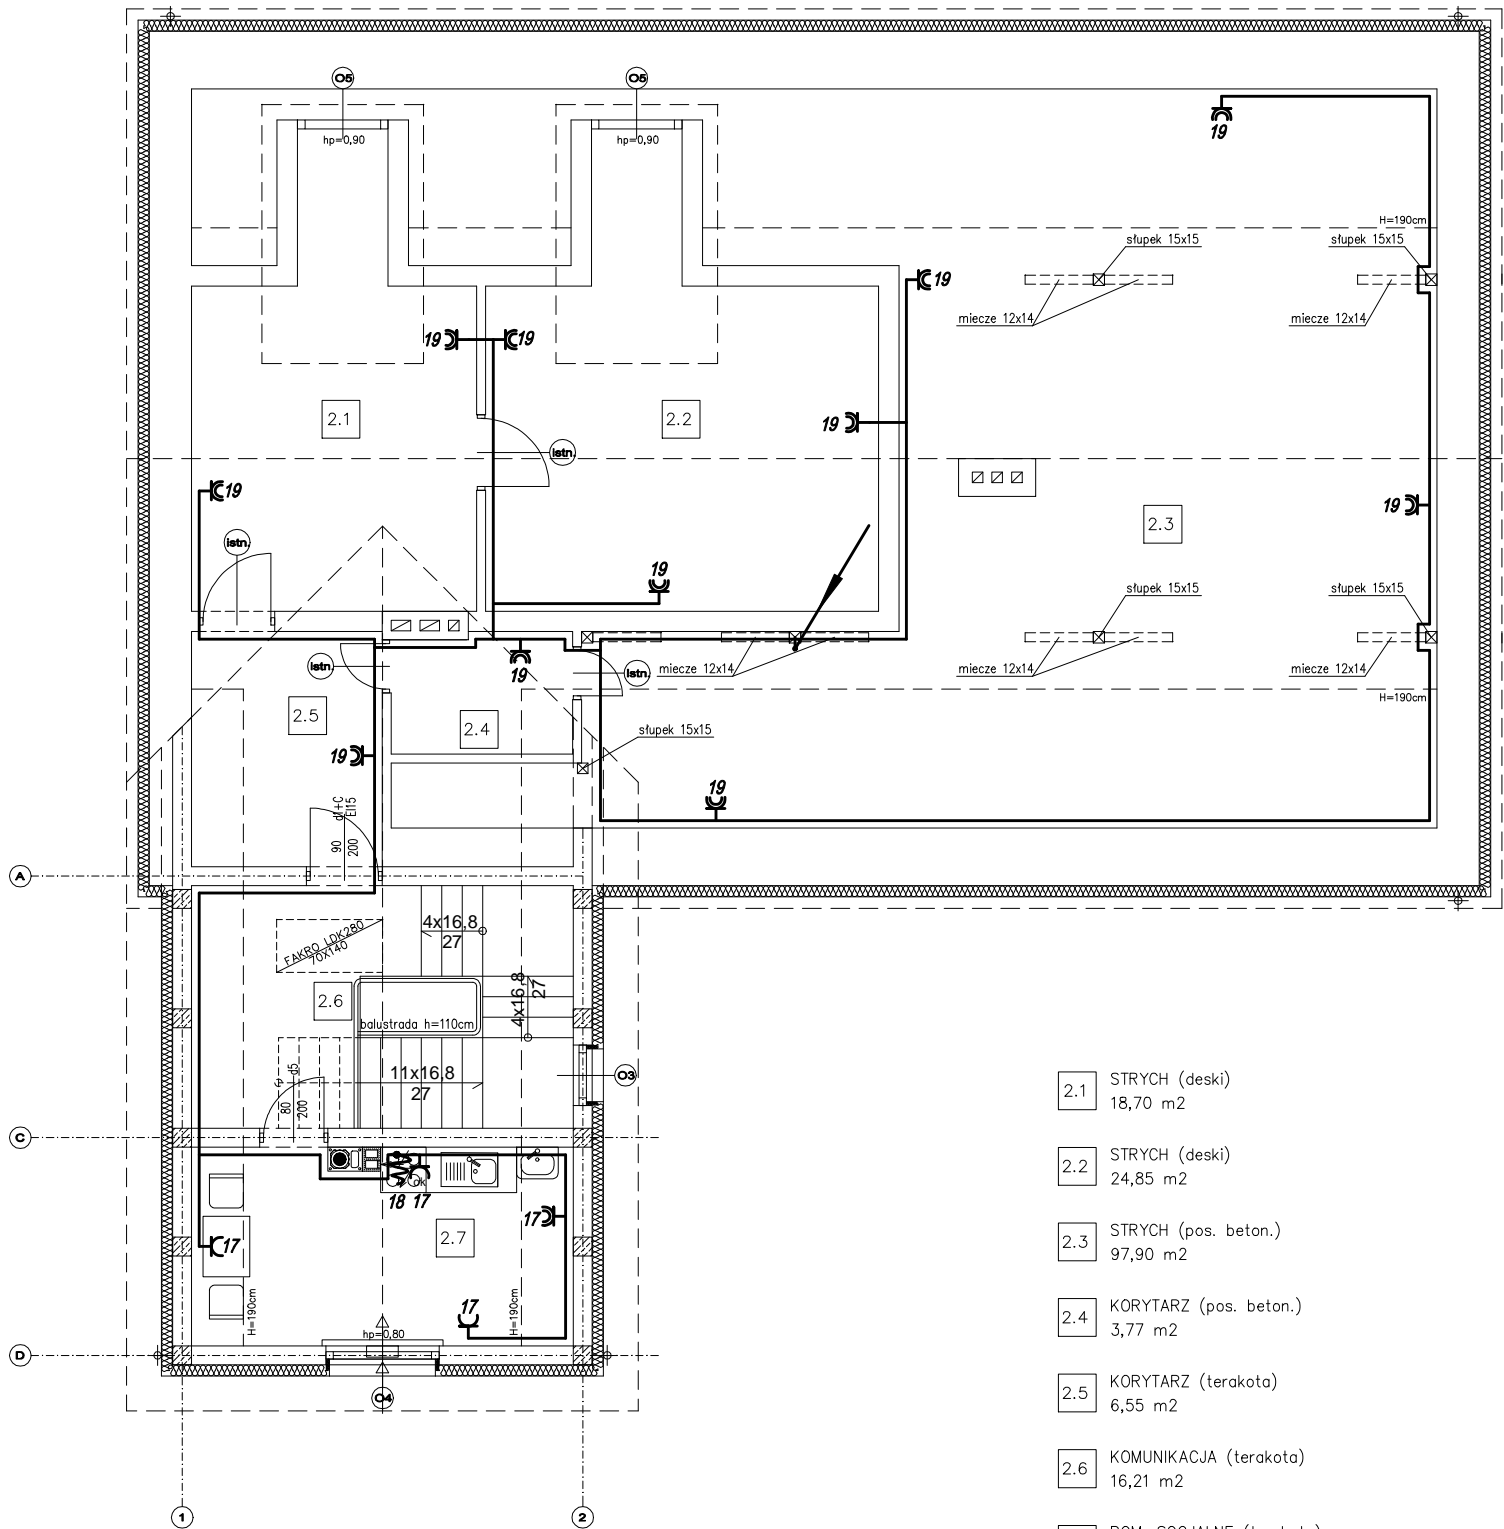 O5
O5
hp=0,90
hp=0,90
19
H=190cm
słupek 15x15
słupek 15x15
19
miecze 12x14
miecze 12x14
19
19
2.1
2.2
19
istn.
19
19
2.3
istn.
19
słupek 15x15
słupek 15x15
istn.
19
istn.
miecze 12x14
miecze 12x14
miecze 12x14
H=190cm
2.5
2.4
słupek 15x15
19
19
dł+C
EI15
90
200
A
4x16,8
27
FAKRO LDK280
70x140
4x16,8
27
2.6
balustrada h=110cm
11x16,8
27
d5
80
200
O3
C
18
17
17
17
2.7
17
H=190cm
H=190cm
hp=0,80
D
O4
1
2
2.1
STRYCH (deski)
18,70 m2
2.2
STRYCH (deski)
24,85 m2
2.3
STRYCH (pos. beton.)
97,90 m2
2.4
KORYTARZ (pos. beton.)
3,77 m2
2.5
KORYTARZ (terakota)
6,55 m2
2.6
KOMUNIKACJA (terakota)
16,21 m2